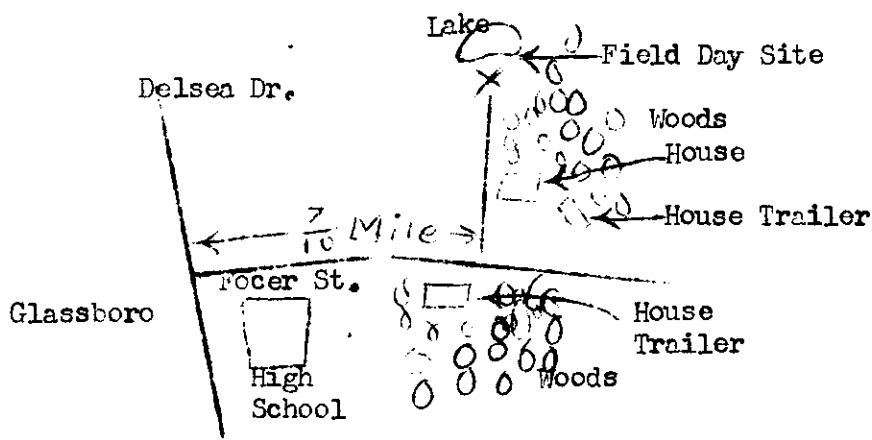 Lake
Field Day Site
Delsea Dr.
Woods
House
House Trailer
7/10 Mile
Focer St.
Glassboro
House
Trailer
High
School
Woods